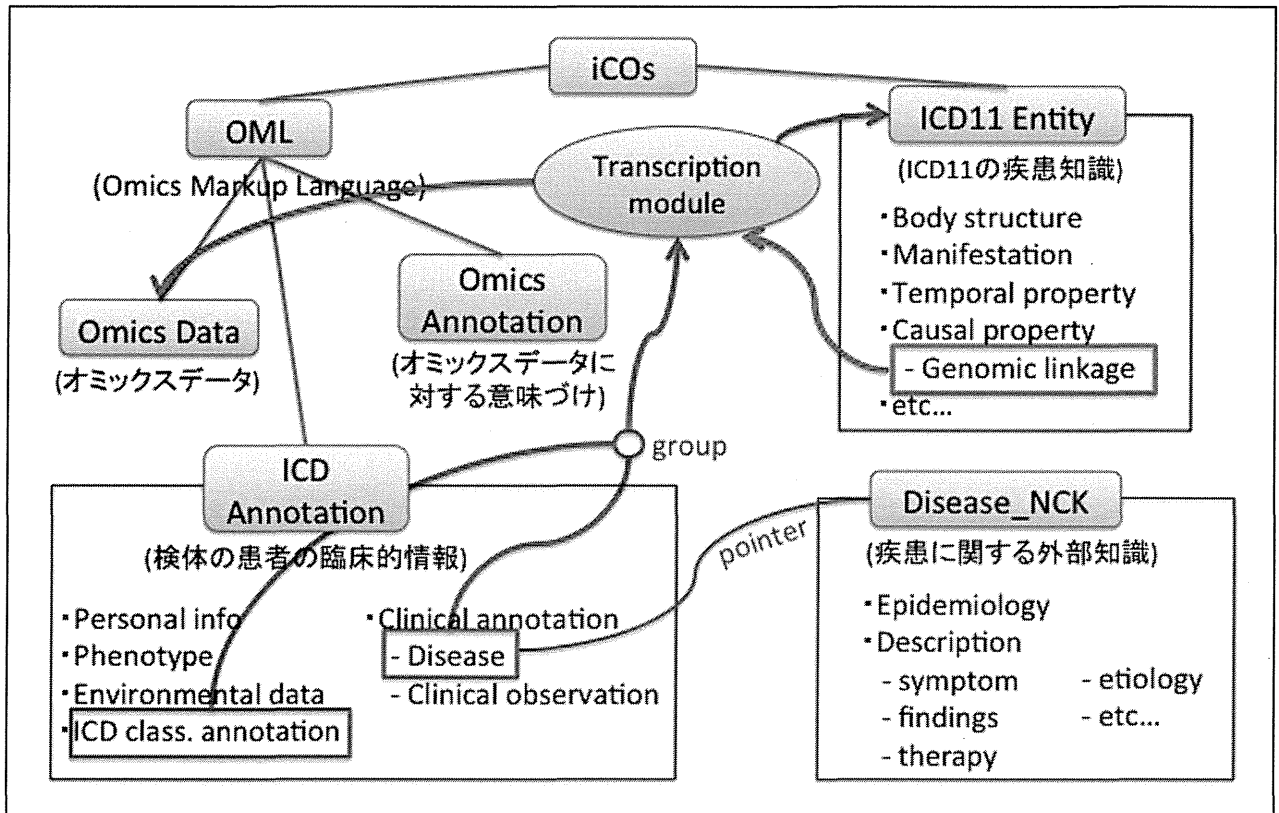 iCOs
OML
(Omics Markup Language)
Transcription
module
ICD11 Entity
(ICD11の疾患知識)
・Body structure
・Manifestation
・Temporal property
・Causal property
- Genomic linkage
・etc...
Omics Data
(オミックスデータ)
Omics
Annotation
(オミックスデータに
対する意味づけ)
group
ICD
Annotation
(検体の患者の臨床的情報)
・Personal info
・Phenotype
・Environmental data
・ICD class. annotation
・Clinical annotation
- Disease
- Clinical observation
pointer
Disease_NCK
(疾患に関する外部知識)
・Epidemiology
・Description
- symptom
- findings
- therapy
- etiology
- etc...